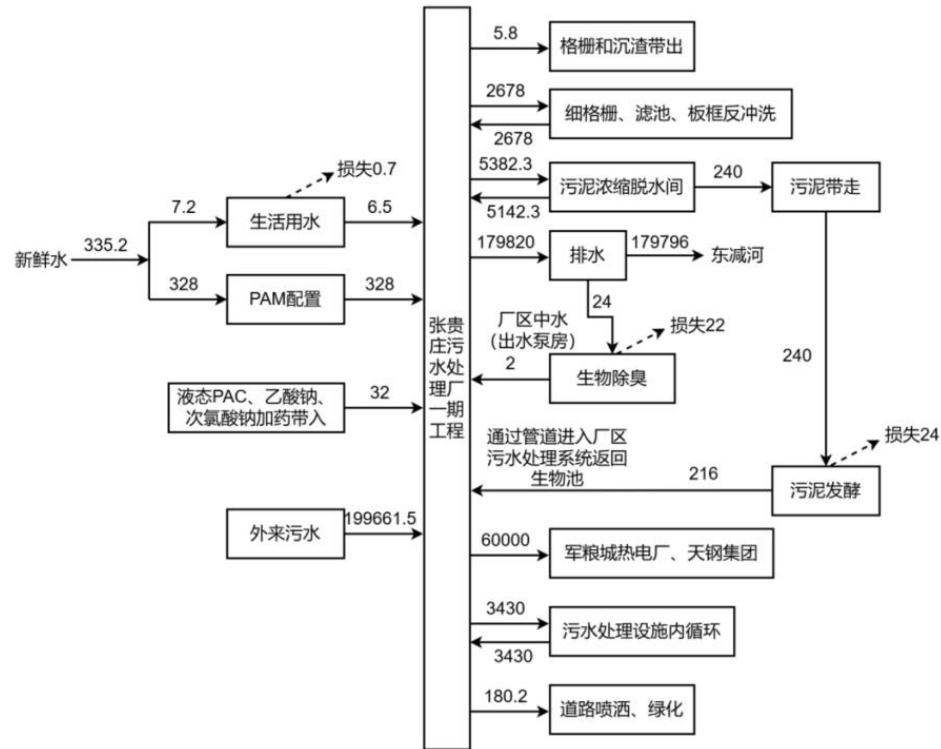 5.8
格栅和沉渣带出
2678
细格栅、滤池、板框反冲洗
2678
损失0.7
5382.3
240
污泥浓缩脱水间
污泥带走
7.2
生活用水
6.5
5142.3
新鲜水
335.2
179820
排水
179796
东减河
328
PAM配置
328
24
厂区中水
(出水泵房)
损失22
2
生物除臭
240
张贵
庄污
水处
理厂
一期
工程
液态PAC、乙酸钠、
次氯酸钠加药带入
32
通过管道进入厂区
污水处理系统返回
生物池
损失24
216
污泥发酵
外来污水
199661.5
60000
军粮城热电厂、天钢集团
3430
污水处理设施内循环
3430
180.2
道路喷洒、绿化